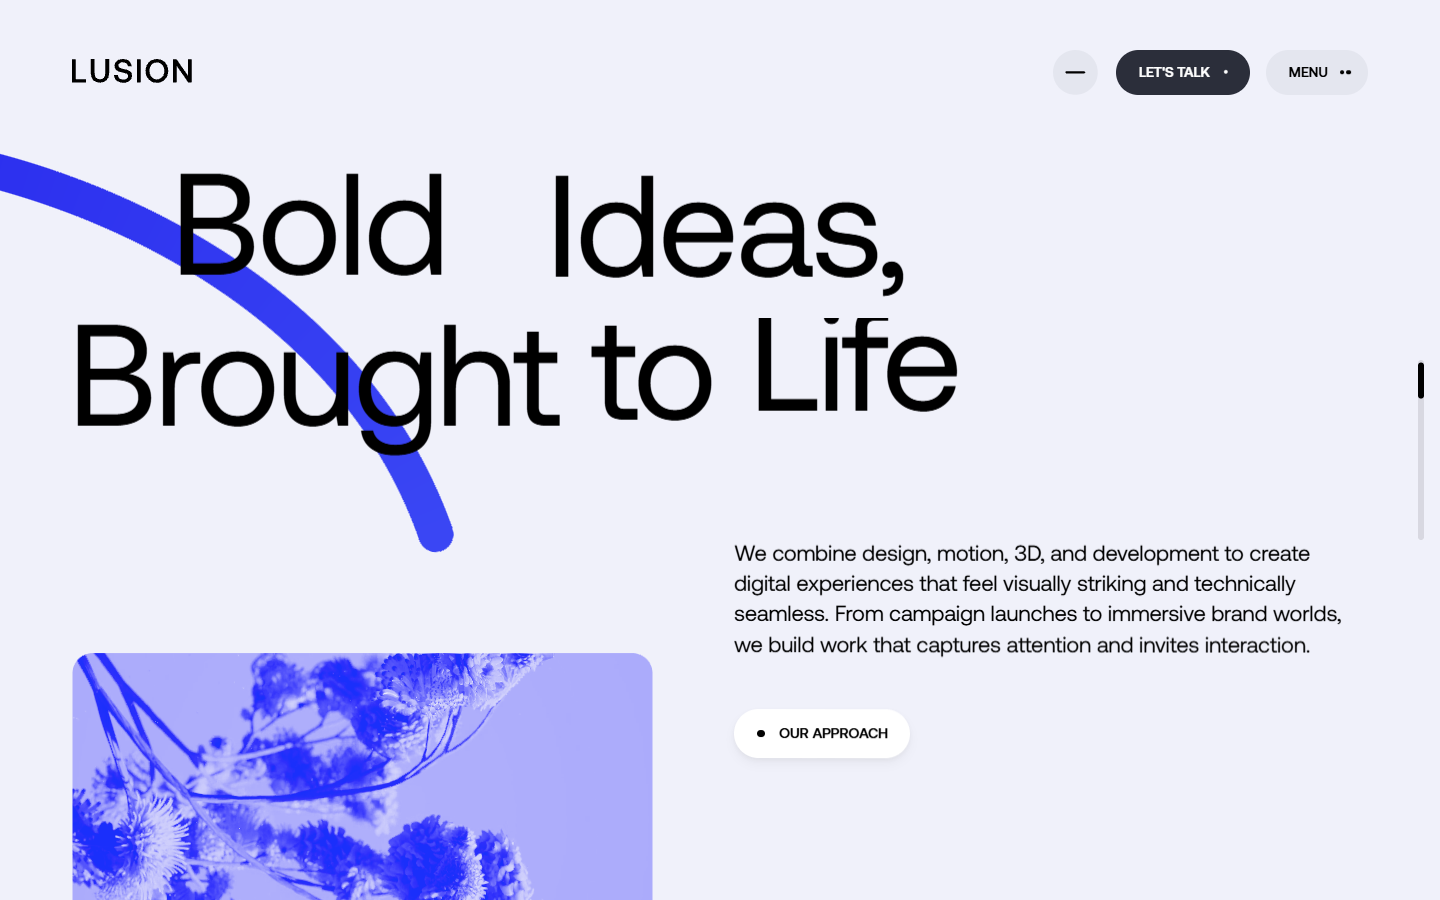 LUSION
LET'S TALK
MENU
Bold Ideas,
Brought to Life
We combine design, motion, 3D, and development to create
digital experiences that feel visually striking and technically
seamless. From campaign launches to immersive brand worlds,
we build work that captures attention and invites interaction.
OUR APPROACH